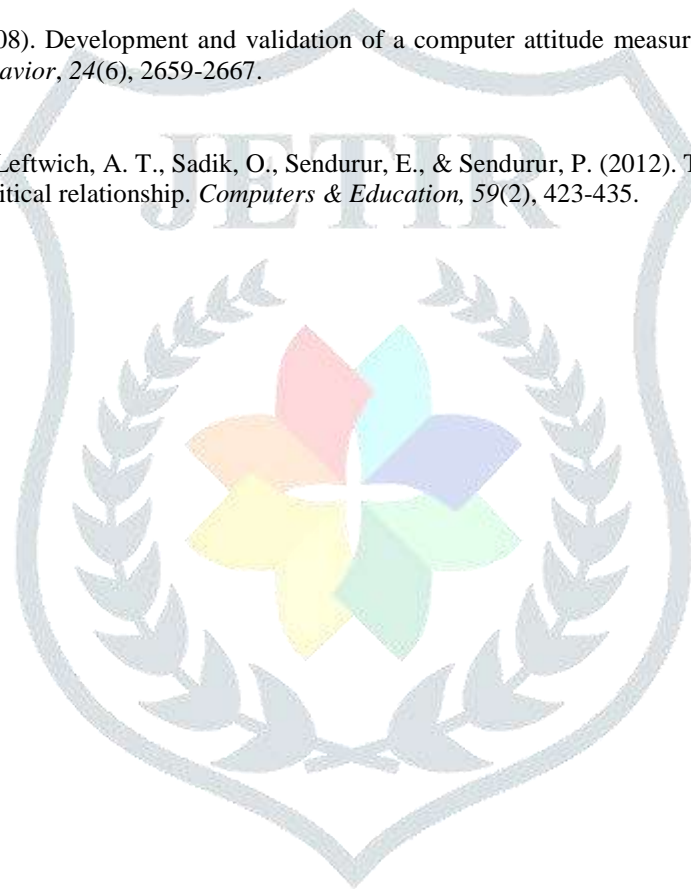 08). Development and validation of a computer attitude measur
avior, 24(6), 2659-2667.
Leftwich, A. T., Sadik, O., Sendurur, E., & Sendurur, P. (2012). T
itical relationship. Computers & Education, 59(2), 423-435.
JETIR